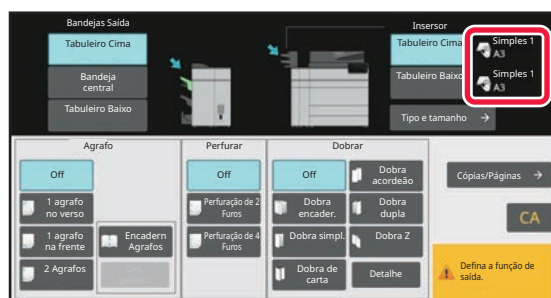 Bandejas Saída
Insersor
Tabuleiro Cima
Tabuleiro Cima
Simples 1
A3
Bandeja
central
Tabuleiro Baixo
Simples 1
A3
Tabuleiro Baixo
Tipo e tamanho
Agrafo
Perfurar
Dobrar
Off
Off
Off
Dobra
acordeão
Cópias/Páginas
1 agrafo
no verso
Perfuração de 2
Furos
Dobra
encader.
Dobra
dupla
CA
1 agrafo
na frente
Encadern
Agrafos
Perfuração de 4
Furos
Dobra simpl.
Dobra Z
2 Agrafos
Dobra de
carta
Detalhe
Defina a função de
saída.